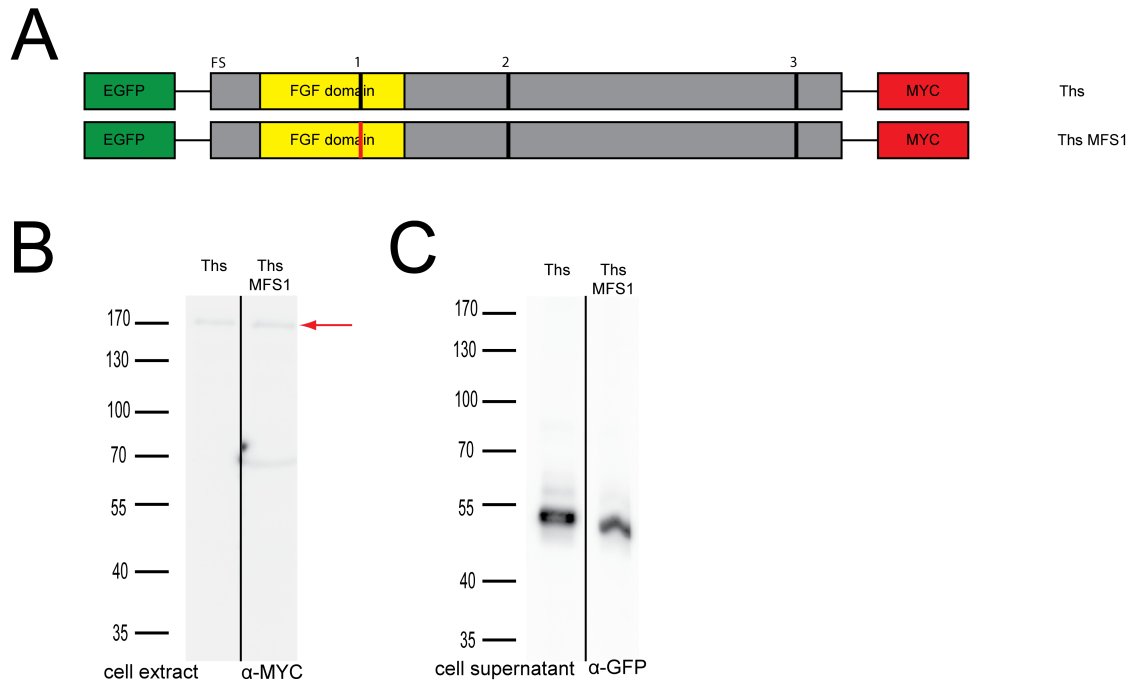 A
FS 1 2 3
EGFP FGF domain MYC Ths
EGFP FGF domain MYC Ths MFS1
B
Ths Ths
MFS1
170
130
100
70
55
40
35
cell extract α-MYC
C
Ths Ths
MFS1
170
130
100
70
55
40
35
cell supernatant α-GFP